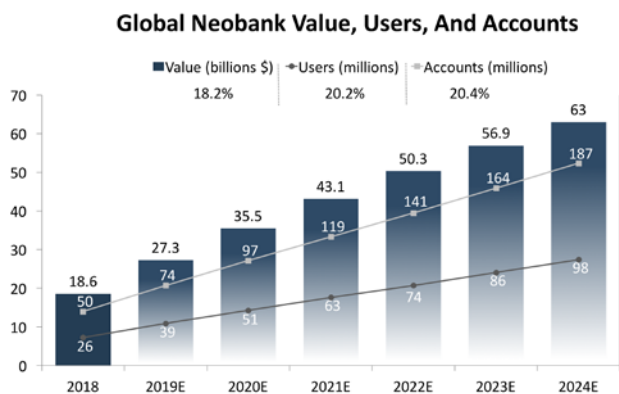 Global Neobank Value, Users, And Accounts
Value (billions $) Users (millions) Accounts (millions)
18.2% 20.2% 20.4%
70
60
50
40
30
20
10
0
18.6 27.3 35.5 43.1 50.3 56.9 63
50 74 97 119 141 164 187
26 39 51 63 74 86 98
2018 2019E 2020E 2021E 2022E 2023E 2024E